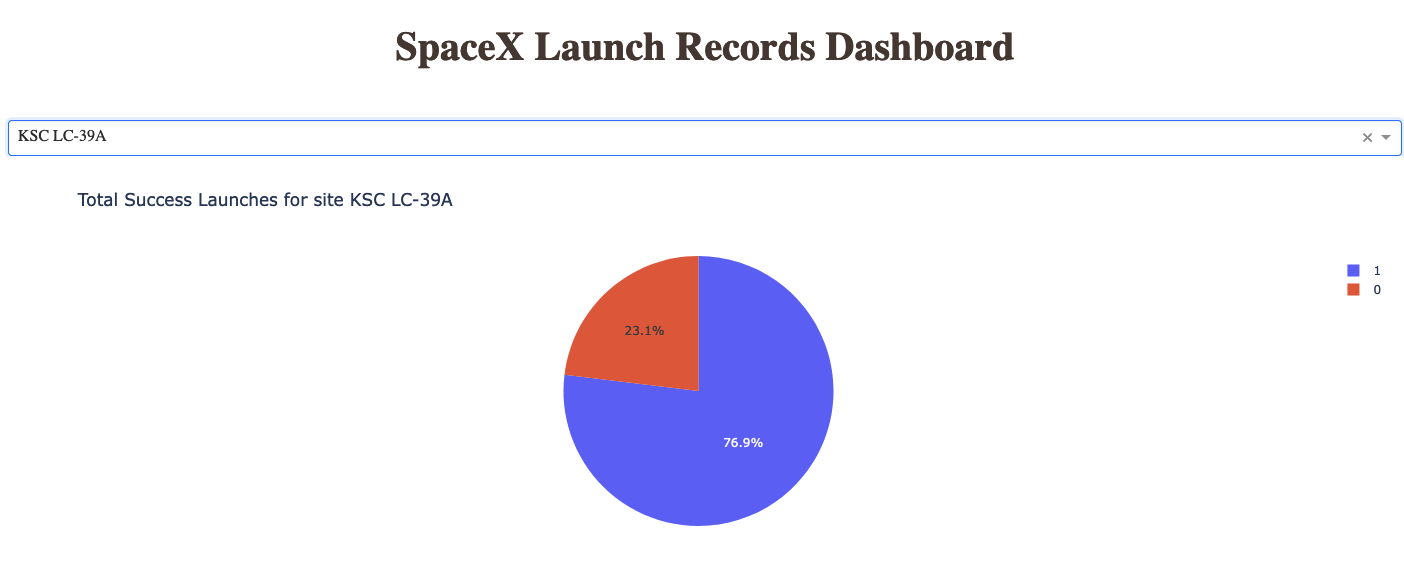 SpaceX Launch Records Dashboard
KSC LC-39A
Total Success Launches for site KSC LC-39A
1
0
23.1%
76.9%